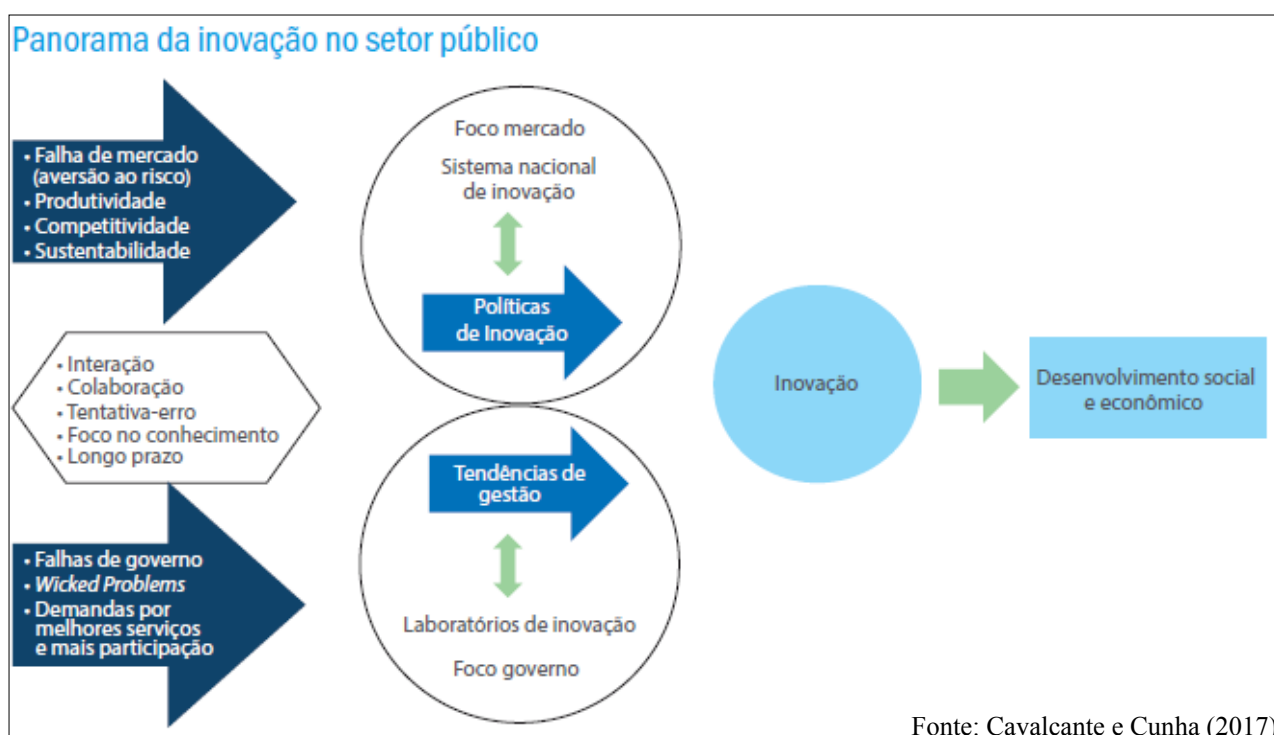 Panorama da inovação no setor público
• Falha de mercado
(aversão ao risco)
• Produtividade
• Competitividade
• Sustentabilidade
• Interação
• Colaboração
• Tentativa-erro
• Foco no conhecimento
• Longo prazo
• Falhas de governo
• Wicked Problems
• Demandas por
melhores serviços
e mais participação
Foco mercado
Sistema nacional
de inovação
Políticas
de Inovação
Tendências de
gestão
Laboratórios de inovação
Foco governo
Inovação
Desenvolvimento social
e econômico
Fonte: Cavalcante e Cunha (2017)